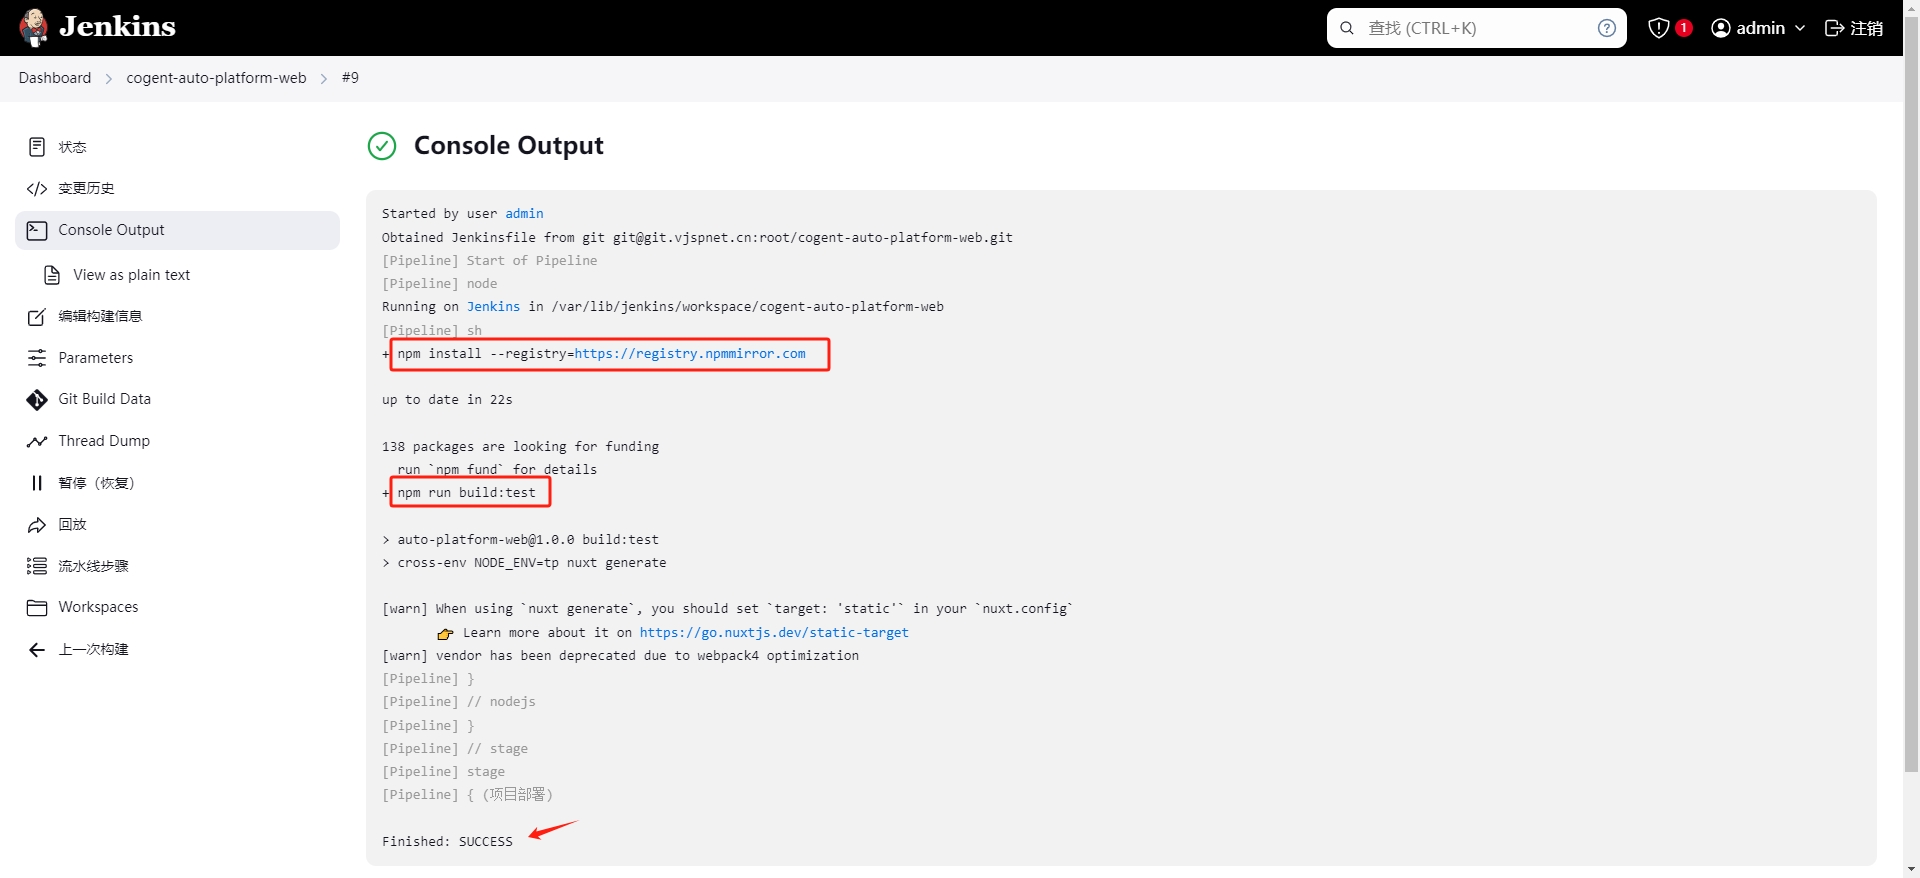 Jenkins
查找 (CTRL+K)
?
1
admin
注销
Dashboard > cogent-auto-platform-web > #9
状态
变更历史
Console Output
View as plain text
编辑构建信息
Parameters
Git Build Data
Thread Dump
暂停（恢复）
回放
流水线步骤
Workspaces
上一次构建
Console Output
Started by user admin
Obtained Jenkinsfile from git git@git.vjspnet.cn:root/cogent-auto-platform-web.git
[Pipeline] Start of Pipeline
[Pipeline] node
Running on Jenkins in /var/lib/jenkins/workspace/cogent-auto-platform-web
[Pipeline] sh
+ npm install --registry=https://registry.npmmirror.com
up to date in 22s
138 packages are looking for funding
run `npm fund` for details
+ npm run build:test
> auto-platform-web@1.0.0 build:test
> cross-env NODE_ENV=tp nuxt generate
[warn] When using `nuxt generate`, you should set `target: 'static'` in your `nuxt.config`
👉 Learn more about it on https://go.nuxtjs.dev/static-target
[warn] vendor has been deprecated due to webpack4 optimization
[Pipeline] }
[Pipeline] // nodejs
[Pipeline] }
[Pipeline] // stage
[Pipeline] stage
[Pipeline] { (项目部署)
Finished: SUCCESS